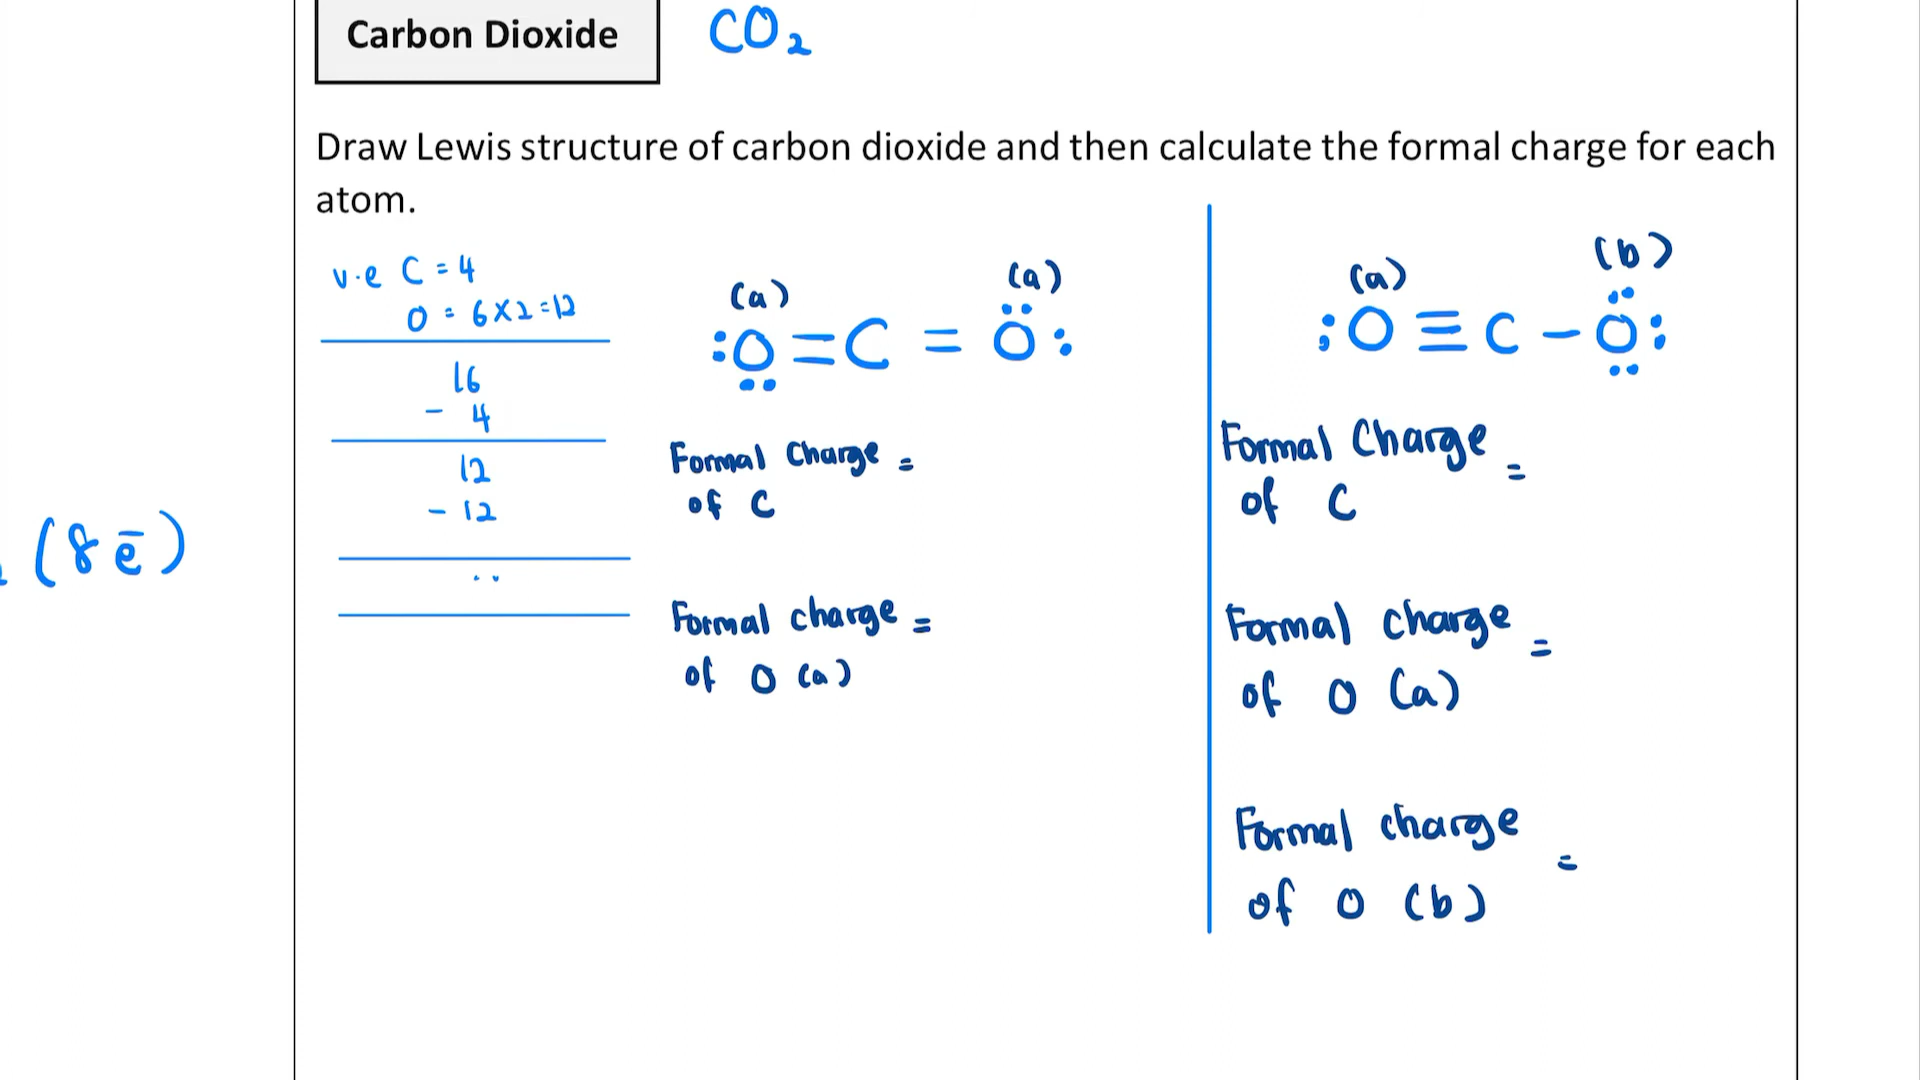 Carbon Dioxide CO₂
Draw Lewis structure of carbon dioxide and then calculate the formal charge for each
atom.
v.e C = 4
O = 6 x 2 = 12
16
- 4
12
- 12
(8 e̅)
(a) (a)
:O = C = O:
Formal Charge =
of C
Formal charge =
of O (a)
(a) (b)
:O ≡ C - O:
Formal Charge =
of C
Formal charge =
of O (a)
Formal charge =
of O (b)